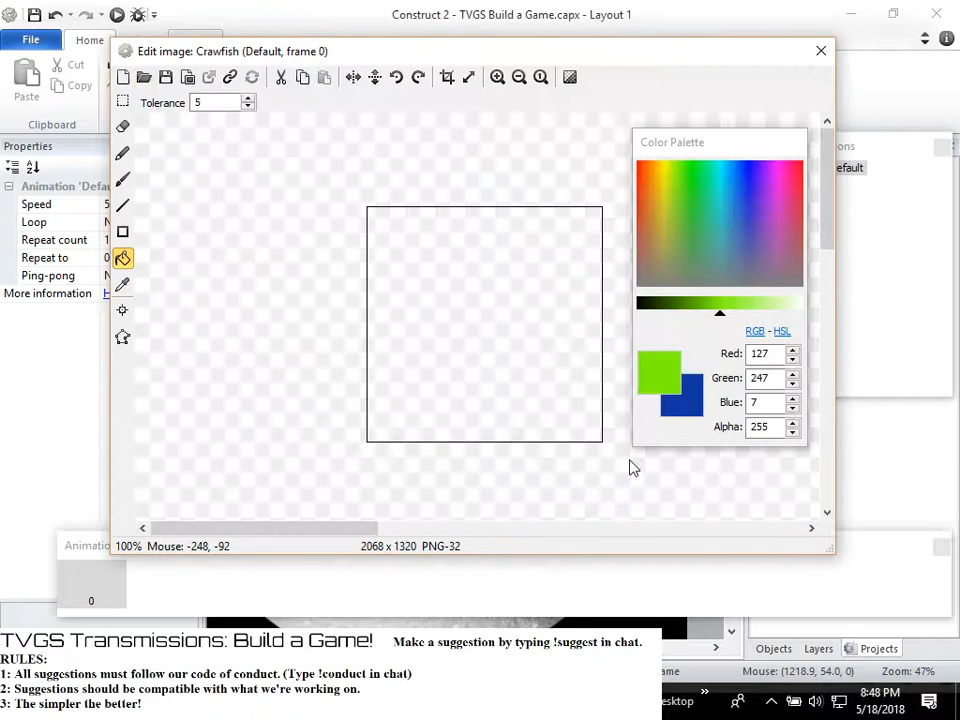 Construct 2 - TVGS Build a Game.capx - Layout 1
File
Home
Paste
Cut
Copy
Clipboard
Edit image: Crawfish (Default, frame 0)
Tolerance 5
Properties
Animation 'Defau
Speed 5
Loop N
Repeat count 1
Repeat to 0
Ping-pong N
More information H
Color Palette
RGB - HSL
Red: 127
Green: 247
Blue: 7
Alpha: 255
ons
efault
100% Mouse: -248, -92 2068 x 1320 PNG-32
Animatio
0
Objects Layers Projects
Mouse: (1218.9, 54.0, 0) Zoom: 47%
TVGS Transmissions: Build a Game! Make a suggestion by typing !suggest in chat.
RULES:
1: All suggestions must follow our code of conduct. (Type !conduct in chat)
2: Suggestions should be compatible with what we're working on.
3: The simpler the better!
esktop
8:48 PM
5/18/2018